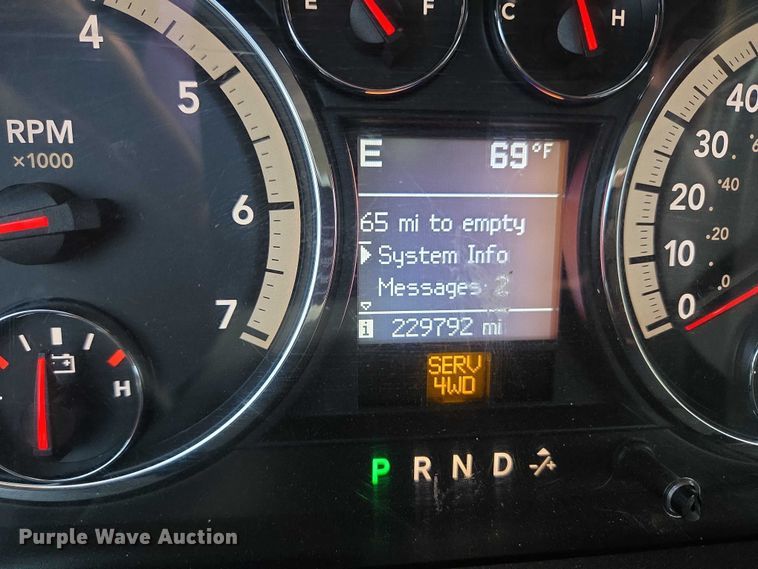 E F
C H
4
5
6
7
RPM
×1000
H
E 69°F
65 mi to empty
System Info
Messages 2
i 229792 mi
SERV
4WD
P R N D
40
30
20
10
0
40
20
0
Purple Wave Auction